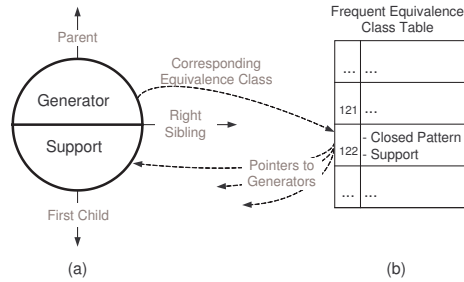 Parent
Generator
Support
First Child
Right
Sibling
Corresponding
Equivalence Class
Pointers to
Generators
(a)
Frequent Equivalence
Class Table
... ...
121 ...
122 - Closed Pattern
- Support
... ...
(b)